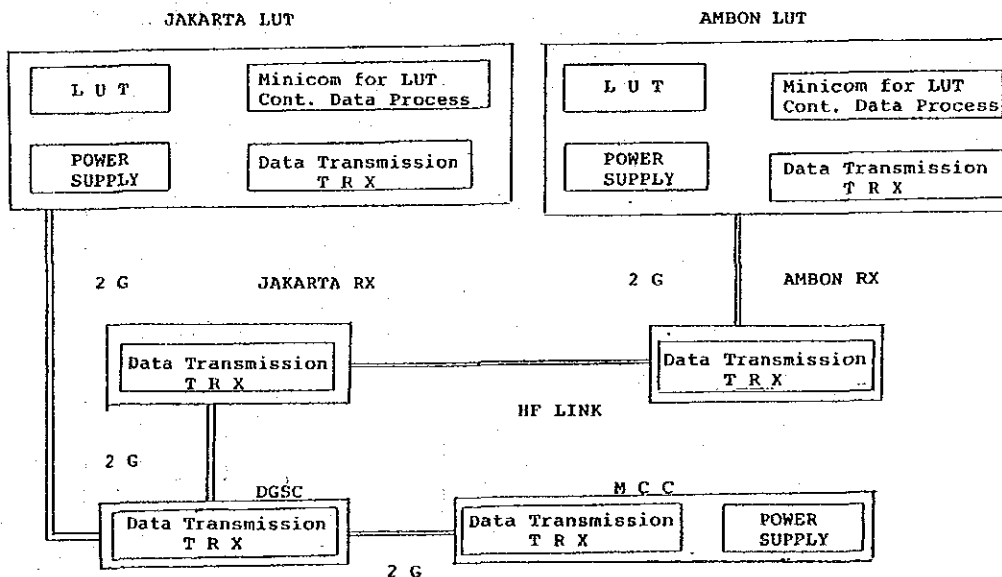 JAKARTA LUT
AMBON LUT
L U T
Minicom for LUT
Cont. Data Process
POWER
SUPPLY
Data Transmission
T R X
L U T
Minicom for LUT
Cont. Data Process
POWER
SUPPLY
Data Transmission
T R X
2 G
JAKARTA RX
2 G
AMBON RX
Data Transmission
T R X
Data Transmission
T R X
HF LINK
2 G
DGSC
M C C
Data Transmission
T R X
Data Transmission
T R X
POWER
SUPPLY
2 G